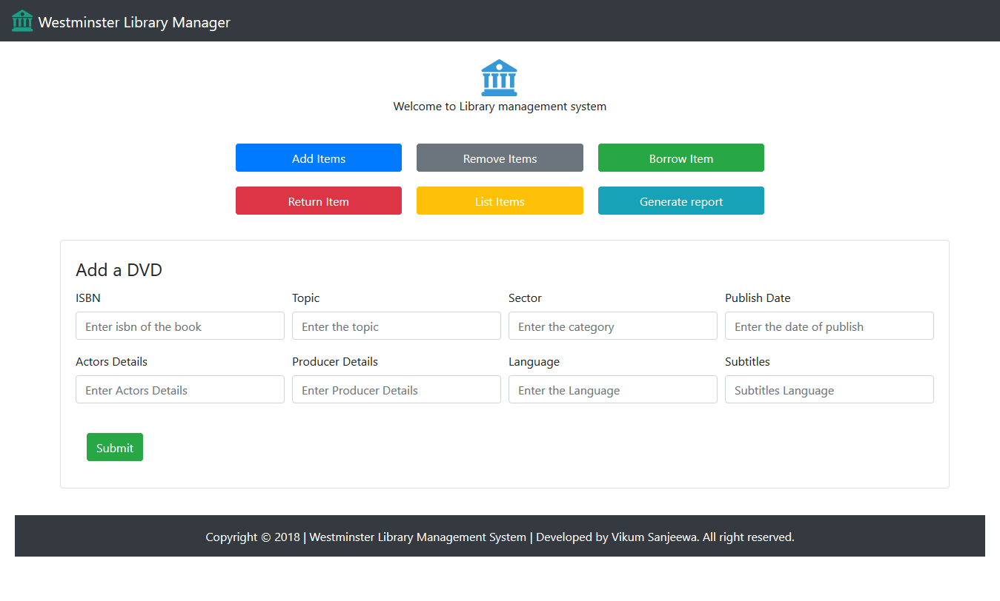 Westminster Library Manager
Welcome to Library management system
Add Items Remove Items Borrow Item
Return Item List Items Generate report
Add a DVD
ISBN Topic Sector Publish Date
Enter isbn of the book Enter the topic Enter the category Enter the date of publish
Actors Details Producer Details Language Subtitles
Enter Actors Details Enter Producer Details Enter the Language Subtitles Language
Submit
Copyright © 2018 | Westminster Library Management System | Developed by Vikum Sanjeewa. All right reserved.